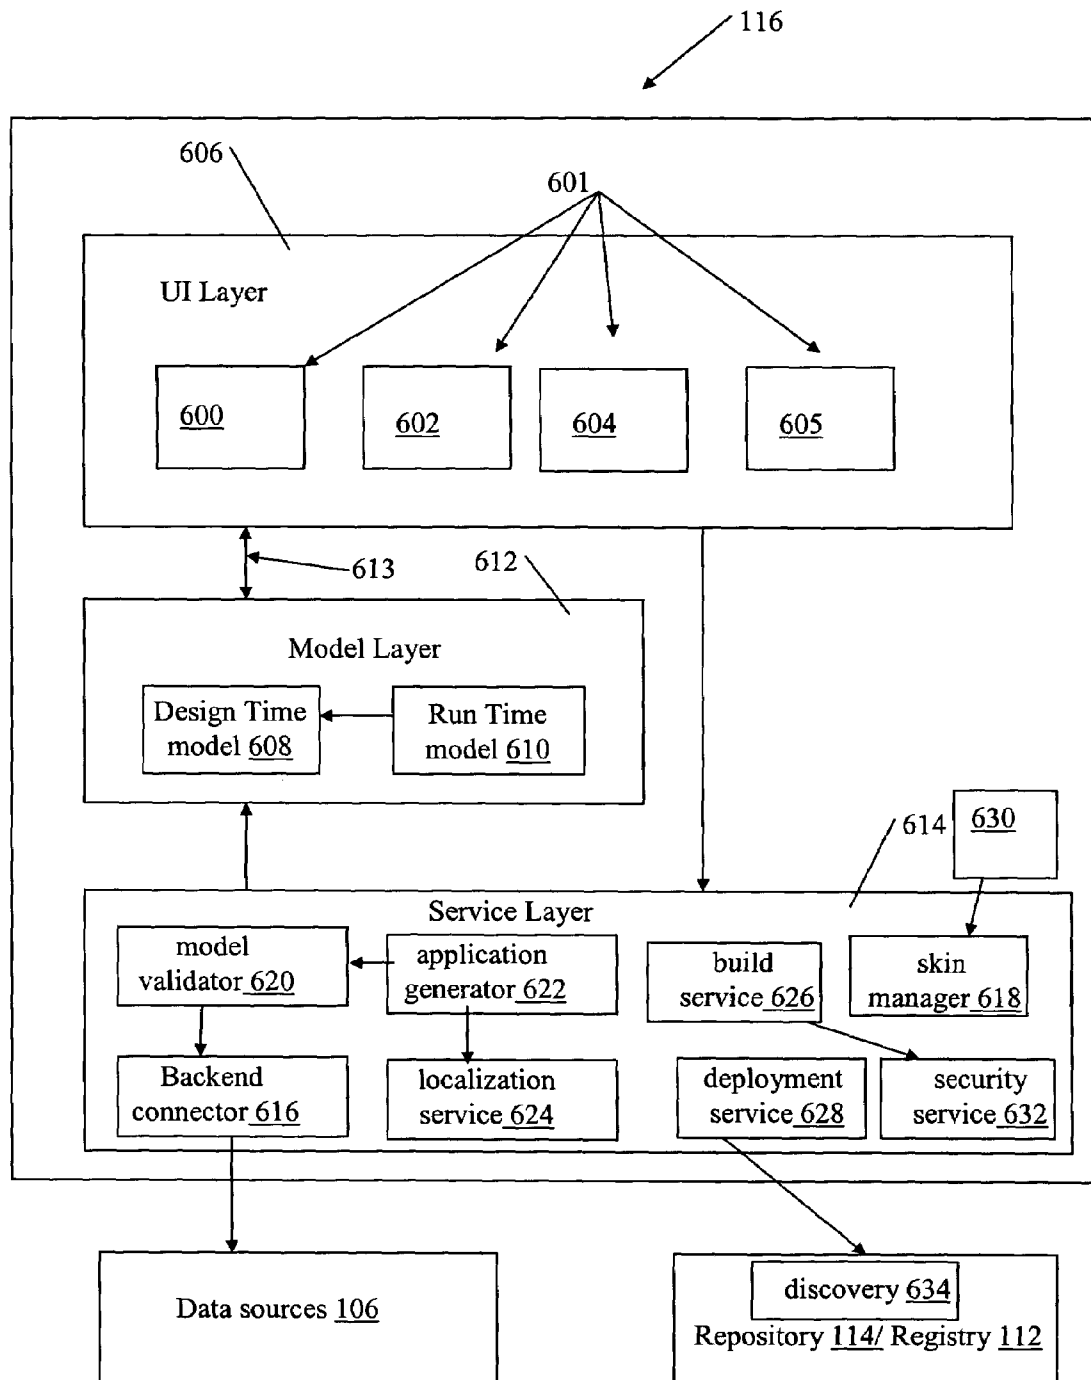 116
606
601
UI Layer
600
602
604
605
613
612
Model Layer
Design Time
model 608
Run Time
model 610
614
630
Service Layer
model
validator 620
application
generator 622
build
service 626
skin
manager 618
Backend
connector 616
localization
service 624
deployment
service 628
security
service 632
Data sources 106
discovery 634
Repository 114/ Registry 112